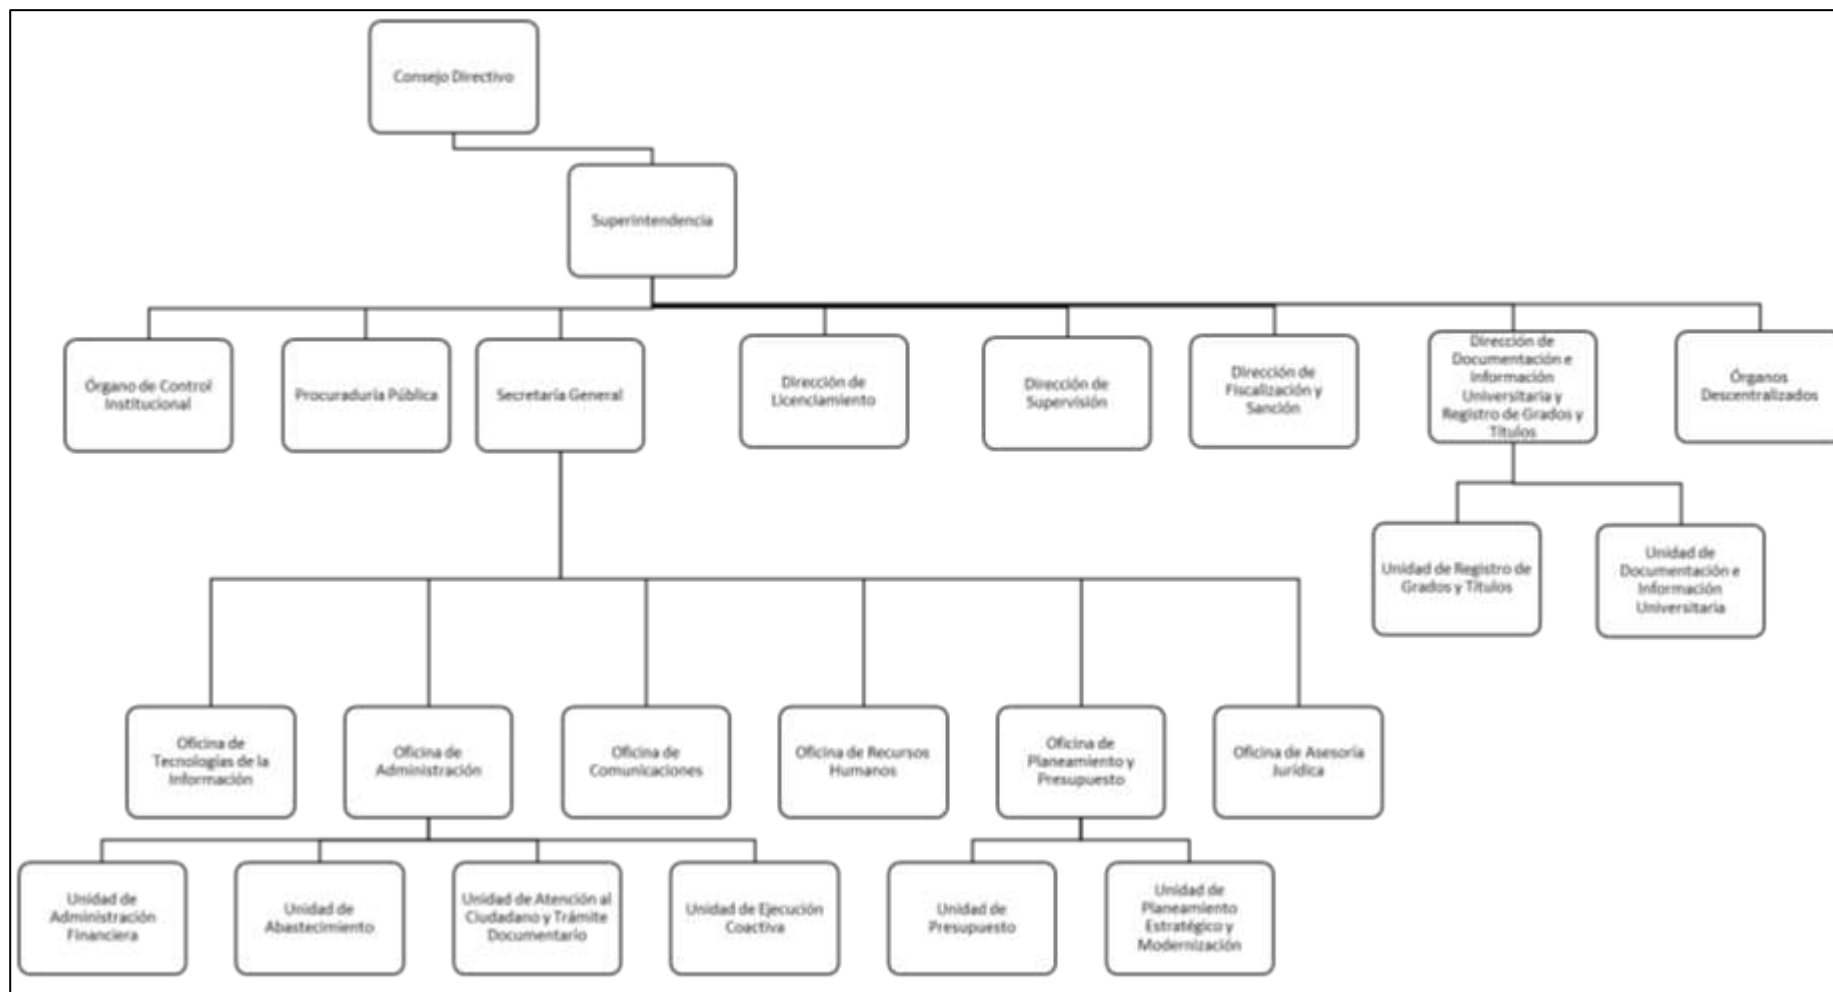 Consejo Directivo
Superintendencia
Órgano de Control
Institucional
Procuraduría Pública
Secretaría General
Dirección de
Licenciamiento
Dirección de
Supervisión
Dirección de
Fiscalización y
Sanción
Dirección de
Documentación e
Información
Universitaria y
Registro de Grados y
Títulos
Órganos
Descentralizados
Unidad de Registro de
Grados y Títulos
Unidad de
Documentación e
Información
Universitaria
Oficina de
Tecnologías de la
Información
Oficina de
Administración
Oficina de
Comunicaciones
Oficina de Recursos
Humanos
Oficina de
Planeamiento y
Presupuesto
Oficina de Asesoría
Jurídica
Unidad de
Administración
Financiera
Unidad de
Abastecimiento
Unidad de Atención al
Ciudadano y Trámite
Documentario
Unidad de Ejecución
Coactiva
Unidad de
Presupuesto
Unidad de
Planeamiento
Estratégico y
Modernización